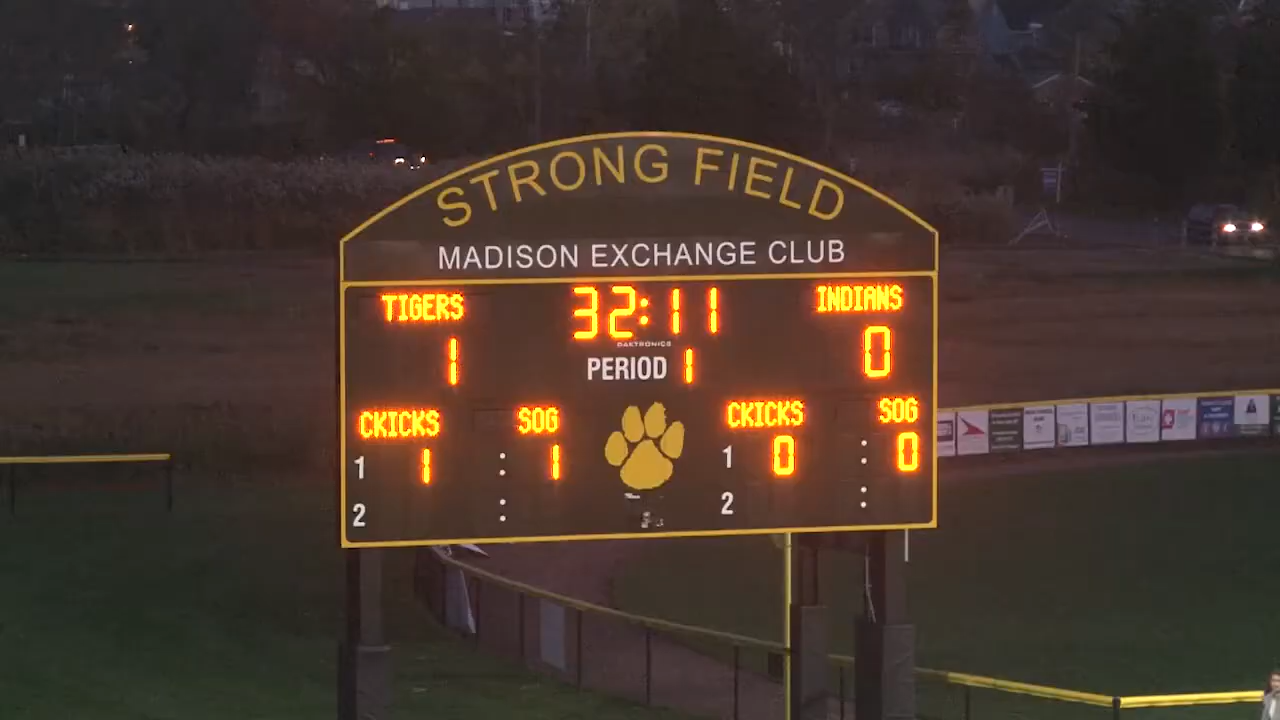 STRONG FIELD
MADISON EXCHANGE CLUB
TIGERS 32:11 INDIANS
DAKTRONICS
1 PERIOD 1 0
CKICKS SOG CKICKS SOG
1 1 : 1 1 0 : 0
2 : 2 :